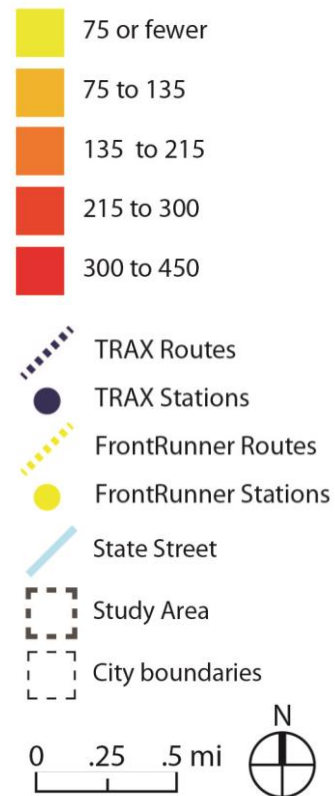 75 or fewer
75 to 135
135 to 215
215 to 300
300 to 450
TRAX Routes
TRAX Stations
FrontRunner Routes
FrontRunner Stations
State Street
Study Area
City boundaries
N
0 .25 .5 mi